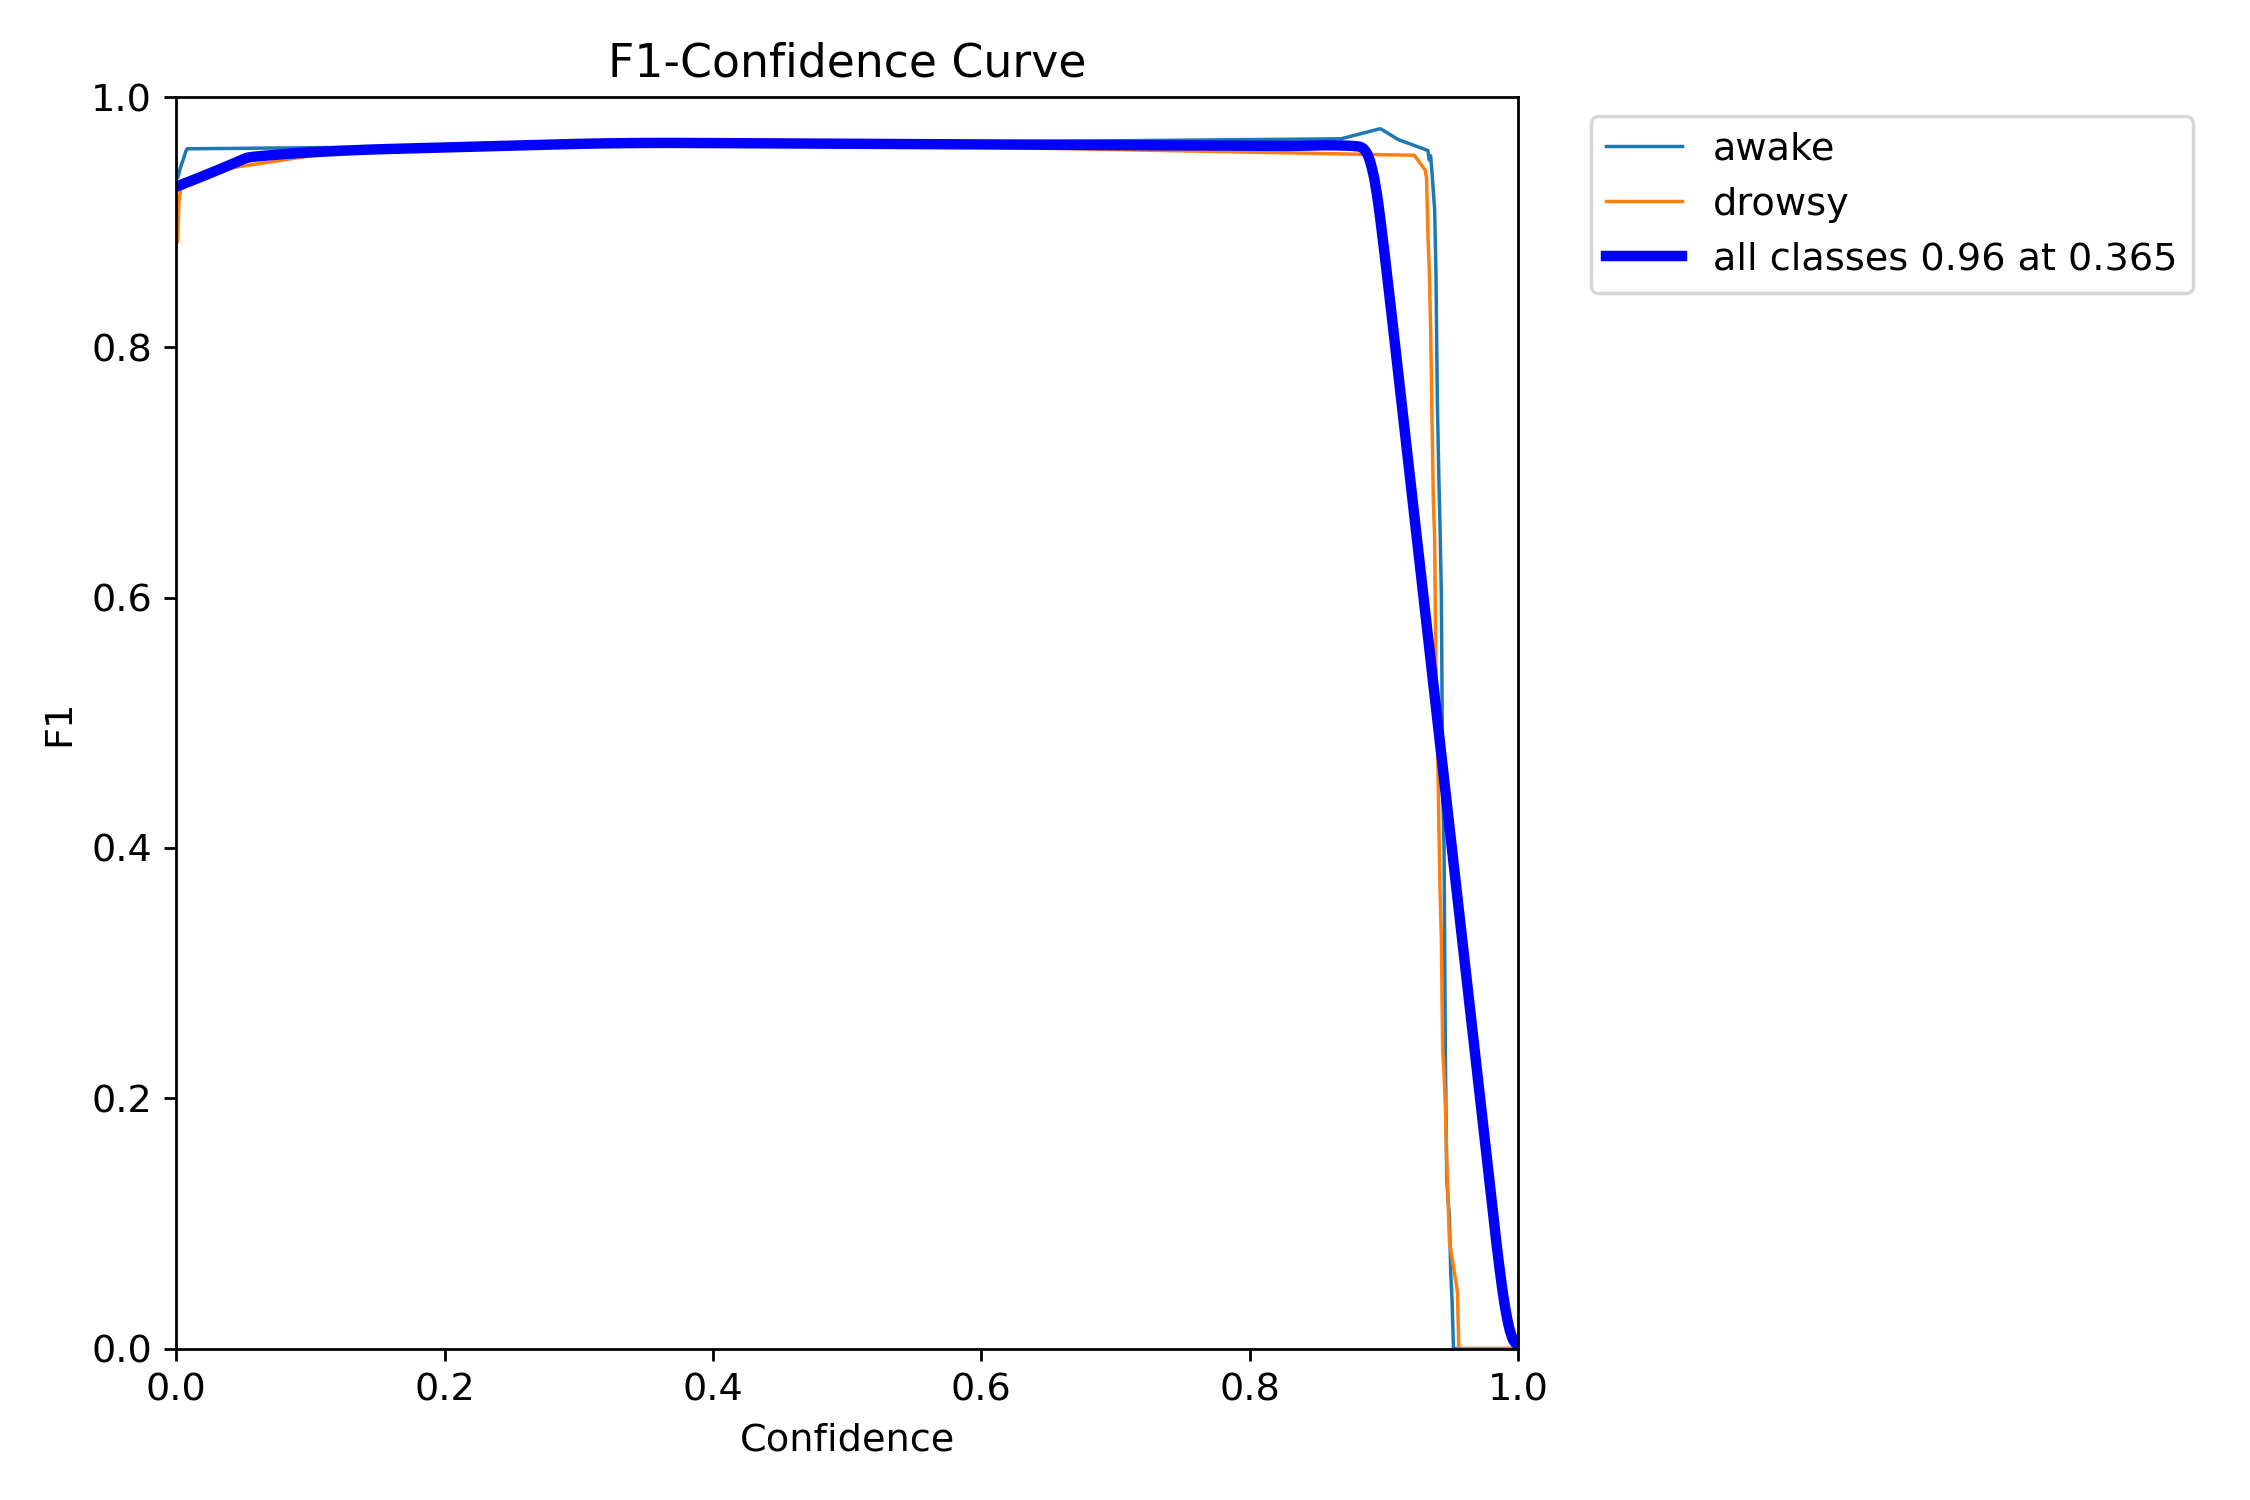 F1-Confidence Curve
1.0
0.8
0.6
0.4
0.2
0.0
F1
0.0 0.2 0.4 0.6 0.8 1.0
Confidence
awake
drowsy
all classes 0.96 at 0.365